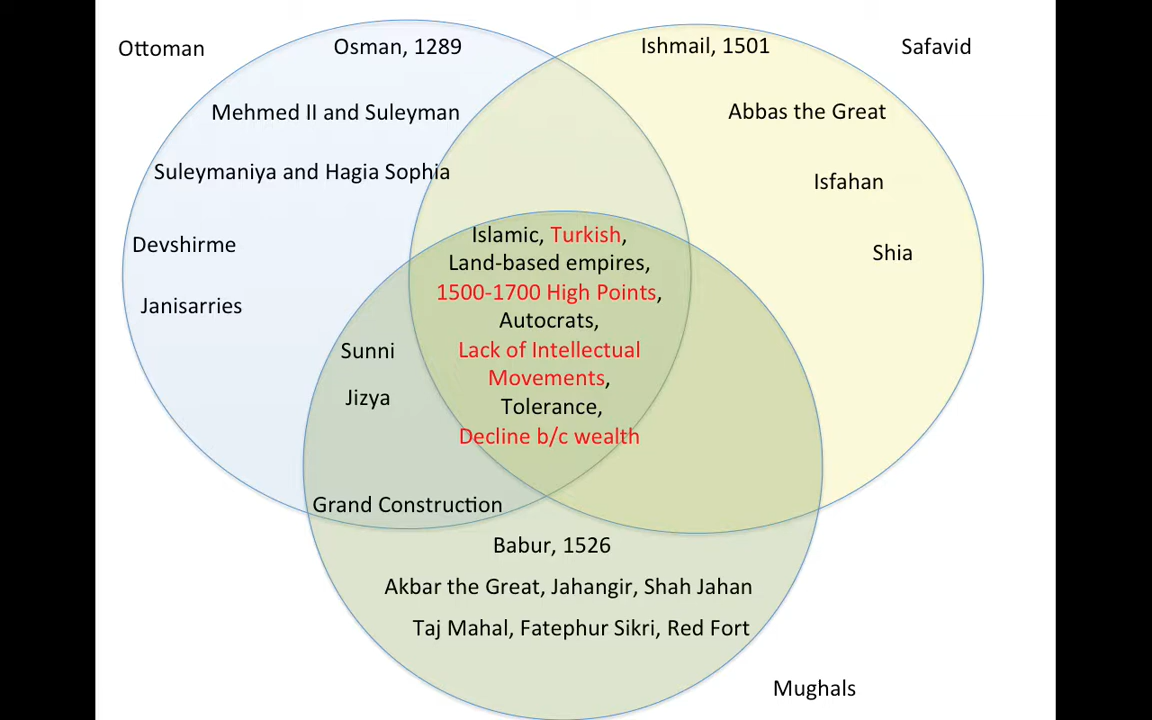 Ottoman
Osman, 1289
Ishmail, 1501
Safavid
Mehmed II and Suleyman
Abbas the Great
Suleymaniya and Hagia Sophia
Isfahan
Devshirme
Shia
Janisarries
Islamic, Turkish,
Land-based empires,
1500-1700 High Points,
Autocrats,
Lack of Intellectual
Movements,
Tolerance,
Decline b/c wealth
Sunni
Jizya
Grand Construction
Babur, 1526
Akbar the Great, Jahangir, Shah Jahan
Taj Mahal, Fatephur Sikri, Red Fort
Mughals